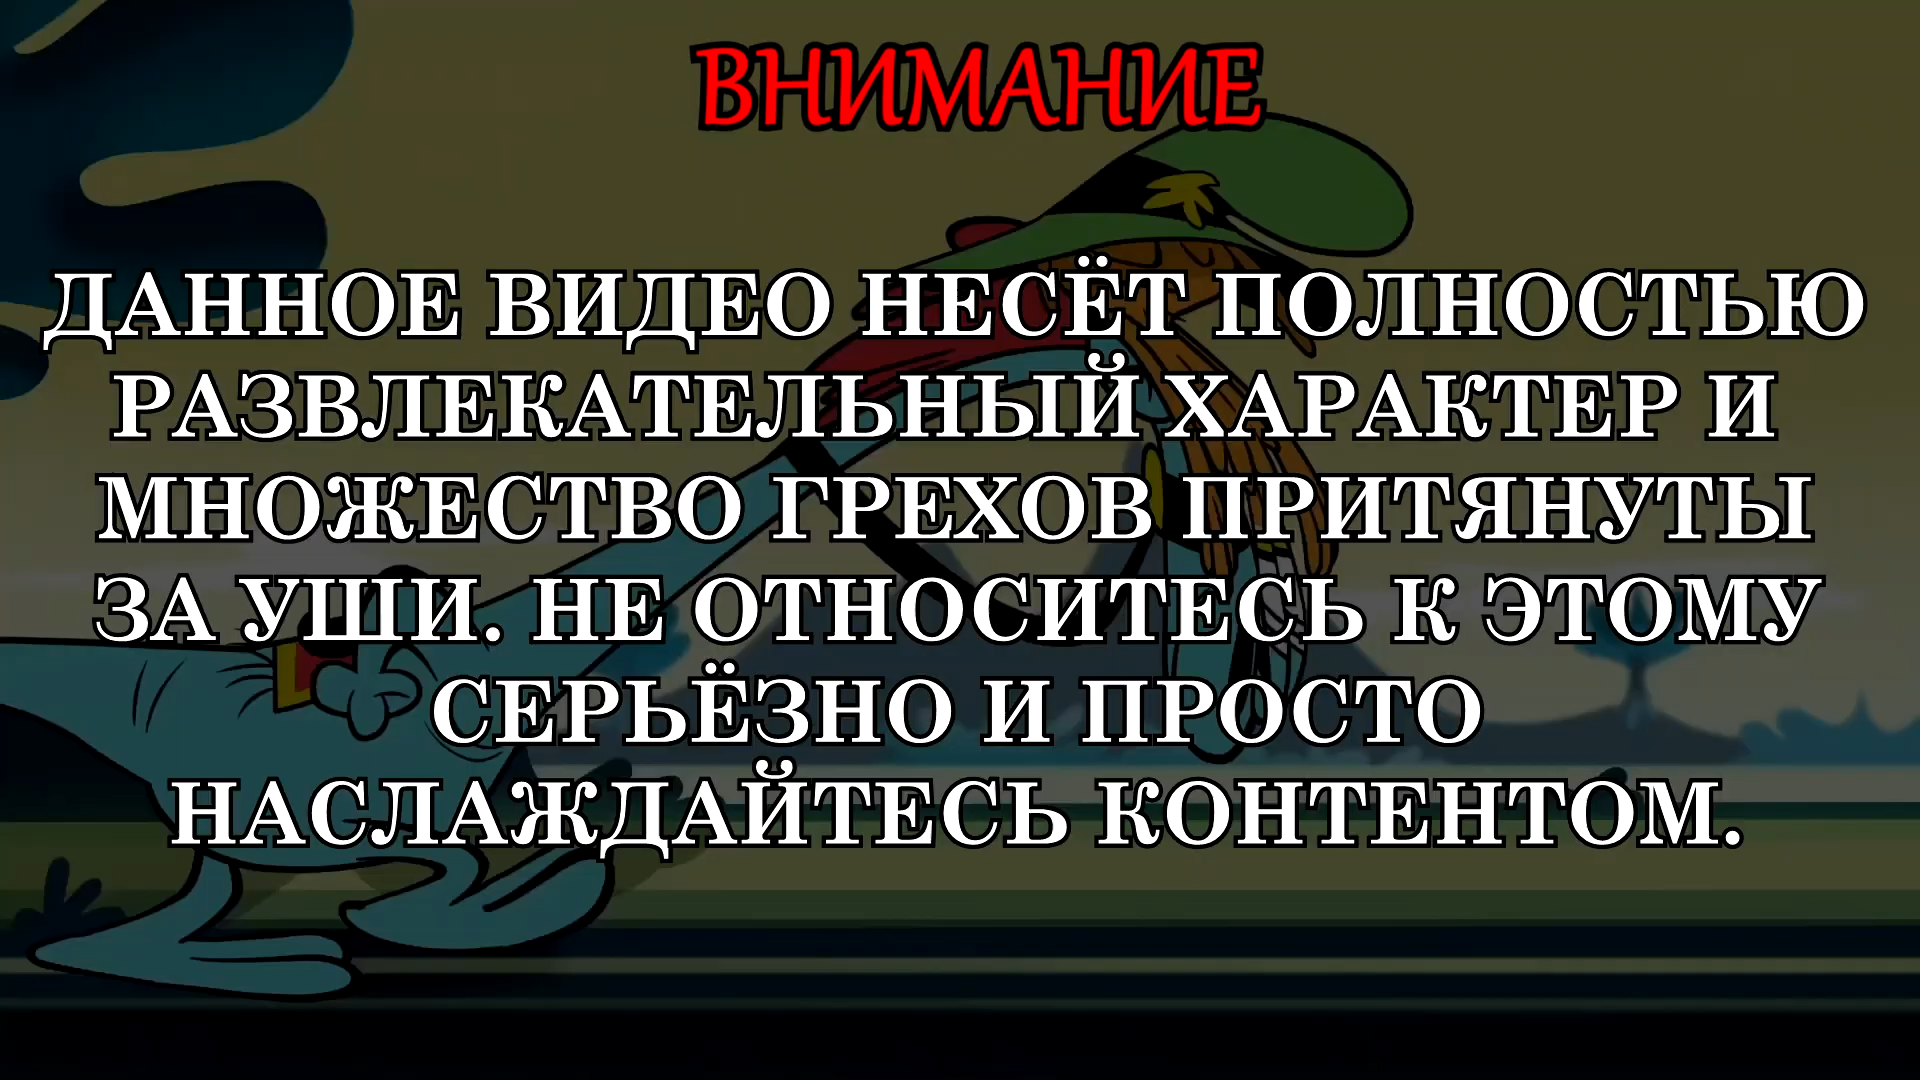 ВНИМАНИЕ
ДАННОЕ ВИДЕО НЕСЁТ ПОЛНОСТЬЮ
РАЗВЛЕКАТЕЛЬНЫЙ ХАРАКТЕР И
МНОЖЕСТВО ГРЕХОВ ПРИТЯНУТЫ
ЗА УШИ. НЕ ОТНОСИТЕСЬ К ЭТОМУ
СЕРЬЁЗНО И ПРОСТО
НАСЛАЖДАЙТЕСЬ КОНТЕНТОМ.